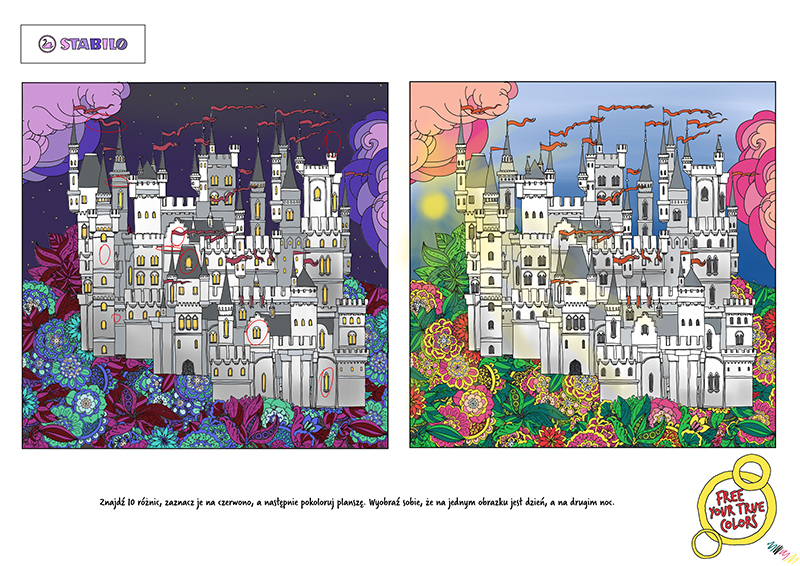 STABILO
Znajdź 10 różnic, zaznacz je na czerwono, a następnie pokoloruj planszę. Wyobraź sobie, że na jednym obrazku jest dzień, a na drugim noc.
FREE
YOUR TRUE
COLORS